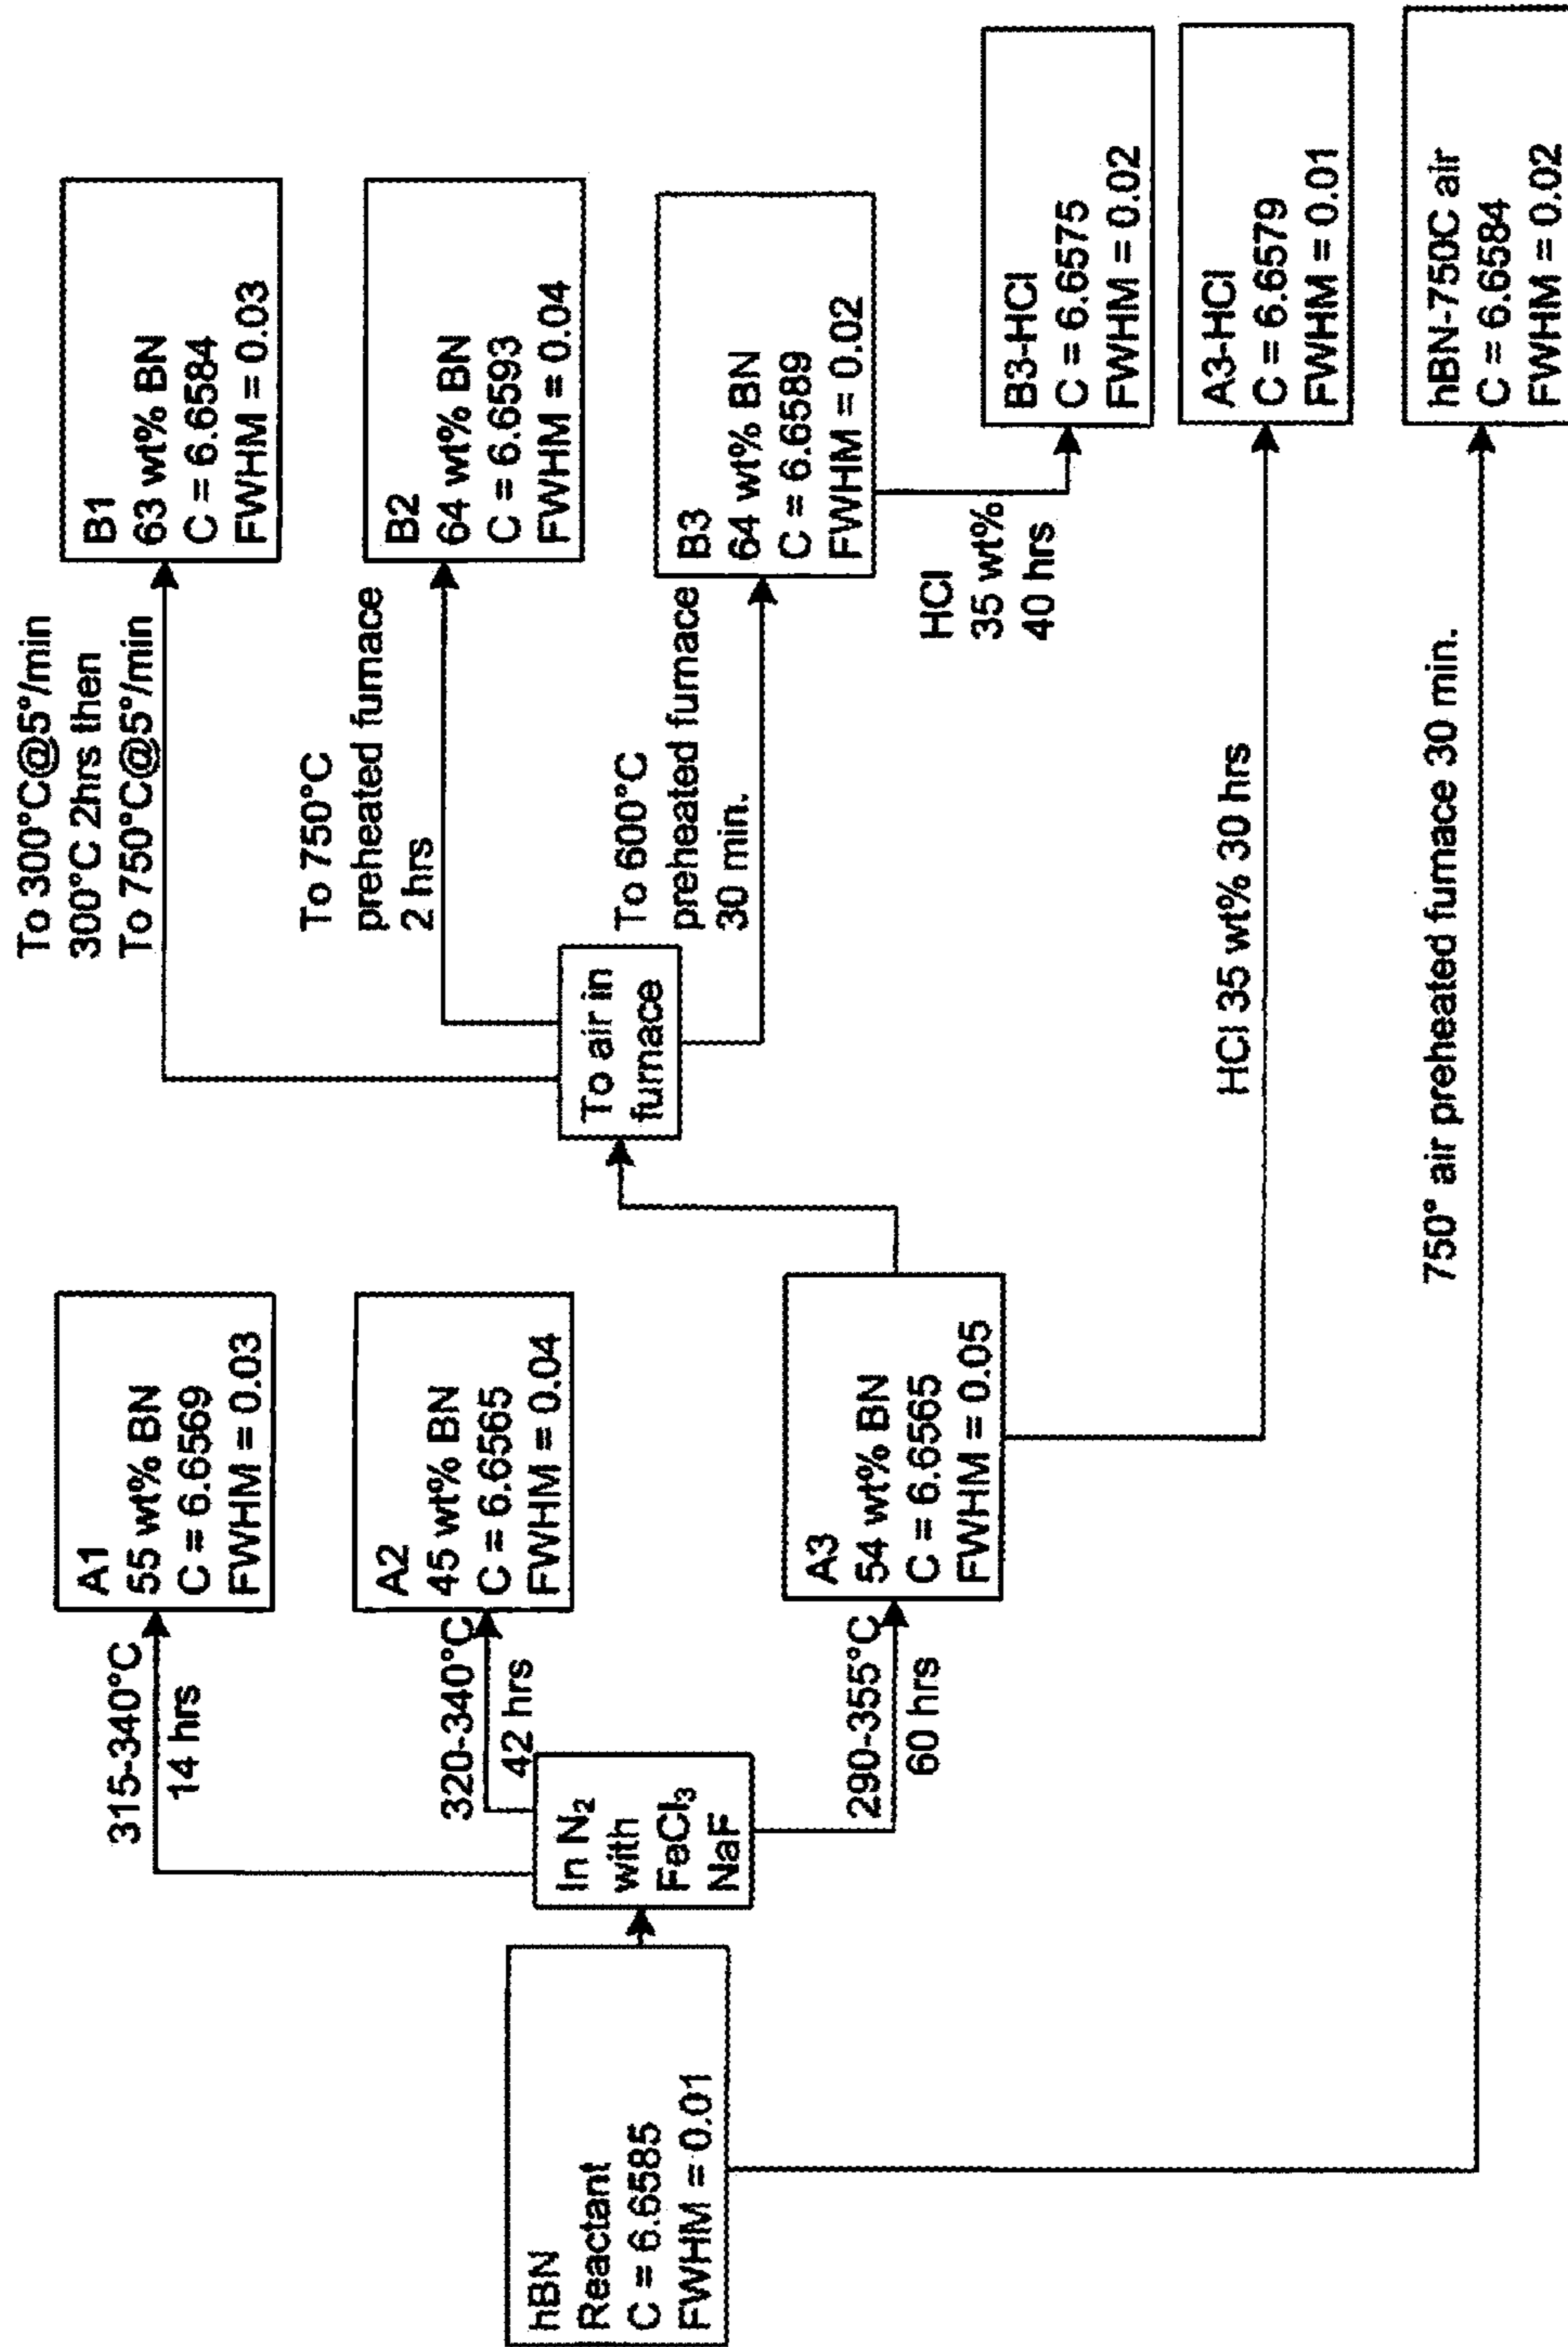 hBN
Reactant
C = 6.6585
FWHM = 0.01
In N₂
with
FeCl₃
NaF
315-340°C
14 hrs
A1
55 wt% BN
C = 6.6569
FWHM = 0.03
320-340°C
42 hrs
A2
45 wt% BN
C = 6.6565
FWHM = 0.04
290-355°C
60 hrs
A3
54 wt% BN
C = 6.6565
FWHM = 0.05
To air in
furnace
To 300°C@5°/min
300°C 2hrs then
To 750°C@5°/min
B1
63 wt% BN
C = 6.6584
FWHM = 0.03
To 750°C
preheated furnace
2 hrs
B2
64 wt% BN
C = 6.6593
FWHM = 0.04
To 600°C
preheated furnace
30 min.
B3
64 wt% BN
C = 6.6589
FWHM = 0.02
HCl
35 wt%
40 hrs
B3-HCl
C = 6.6575
FWHM = 0.02
HCl 35 wt% 30 hrs
A3-HCl
C = 6.6579
FWHM = 0.01
750° air preheated furnace 30 min.
hBN-750C air
C = 6.6584
FWHM = 0.02